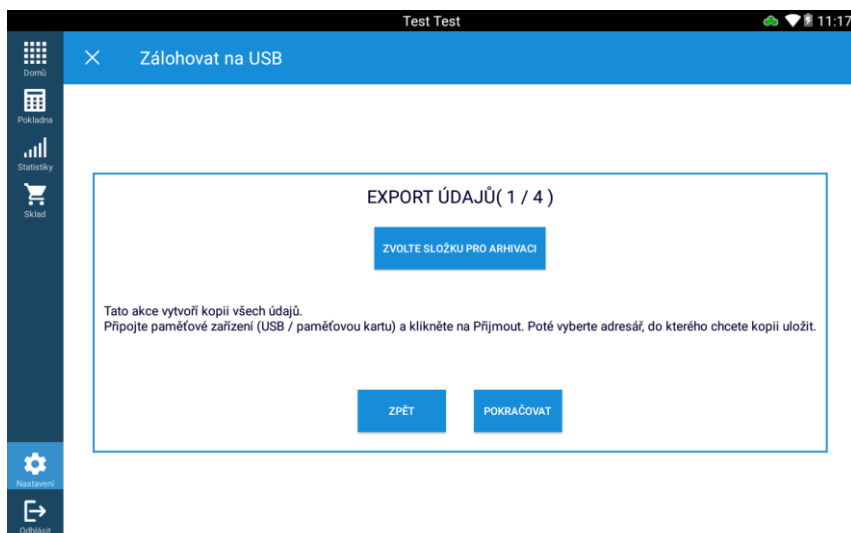 Test Test
11:17
Domů
Zálohovat na USB
Pokladna
Statistiky
Sklad
EXPORT ÚDAJŮ( 1 / 4 )
ZVOLTE SLOŽKU PRO ARHIVACI
Tato akce vytvoří kopii všech údajů.
Připojte paměťové zařízení (USB / paměťovou kartu) a klikněte na Přijmout. Poté vyberte adresář, do kterého chcete kopii uložit.
ZPĚT
POKRAČOVAT
Nastavení
Odhlásit